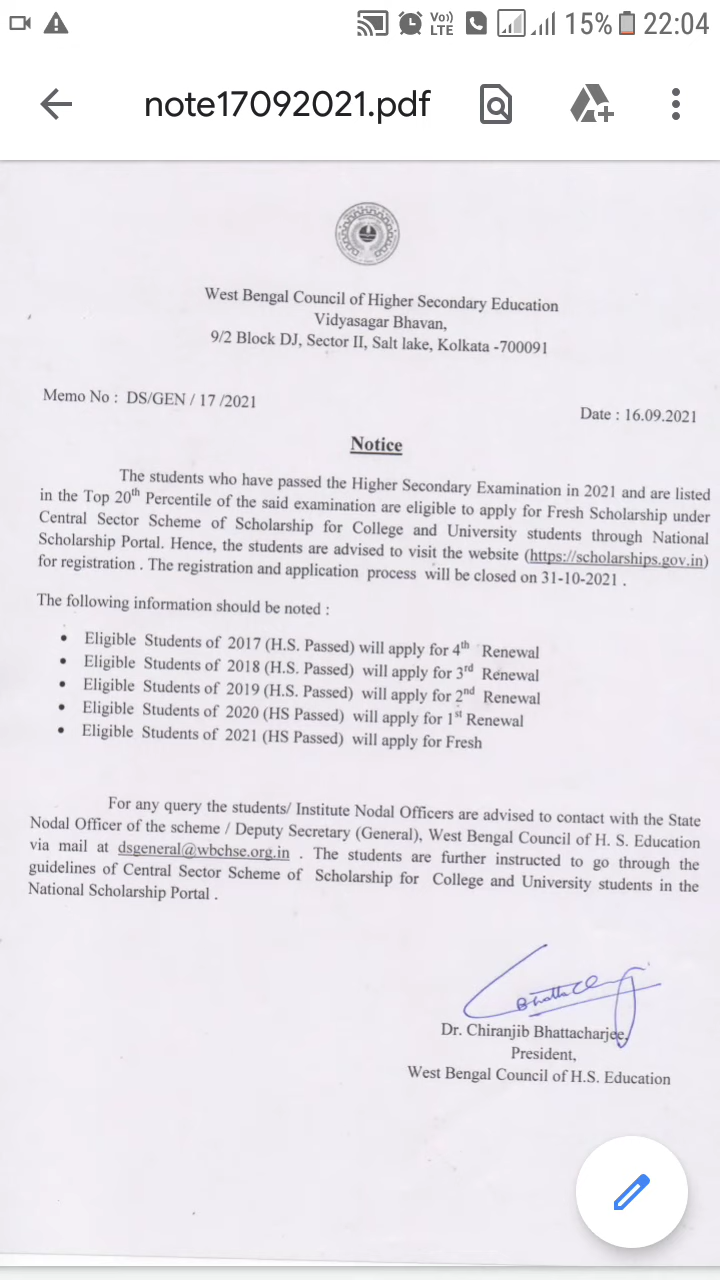 Vo))
LTE
15%
22:04
note17092021.pdf
West Bengal Council of Higher Secondary Education
Vidyasagar Bhavan,
9/2 Block DJ, Sector II, Salt lake, Kolkata -700091
Memo No : DS/GEN / 17 /2021
Date : 16.09.2021
Notice
The students who have passed the Higher Secondary Examination in 2021 and are listed
in the Top 20th Percentile of the said examination are eligible to apply for Fresh Scholarship under
Central Sector Scheme of Scholarship for College and University students through National
Scholarship Portal. Hence, the students are advised to visit the website (https://scholarships.gov.in)
for registration . The registration and application process will be closed on 31-10-2021 .
The following information should be noted :
• Eligible Students of 2017 (H.S. Passed) will apply for 4th Renewal
• Eligible Students of 2018 (H.S. Passed) will apply for 3rd Renewal
• Eligible Students of 2019 (H.S. Passed) will apply for 2nd Renewal
• Eligible Students of 2020 (HS Passed) will apply for 1st Renewal
• Eligible Students of 2021 (HS Passed) will apply for Fresh
For any query the students/ Institute Nodal Officers are advised to contact with the State
Nodal Officer of the scheme / Deputy Secretary (General), West Bengal Council of H. S. Education
via mail at dsgeneral@wbchse.org.in . The students are further instructed to go through the
guidelines of Central Sector Scheme of Scholarship for College and University students in the
National Scholarship Portal .
Dr. Chiranjib Bhattacharjee,
President,
West Bengal Council of H.S. Education